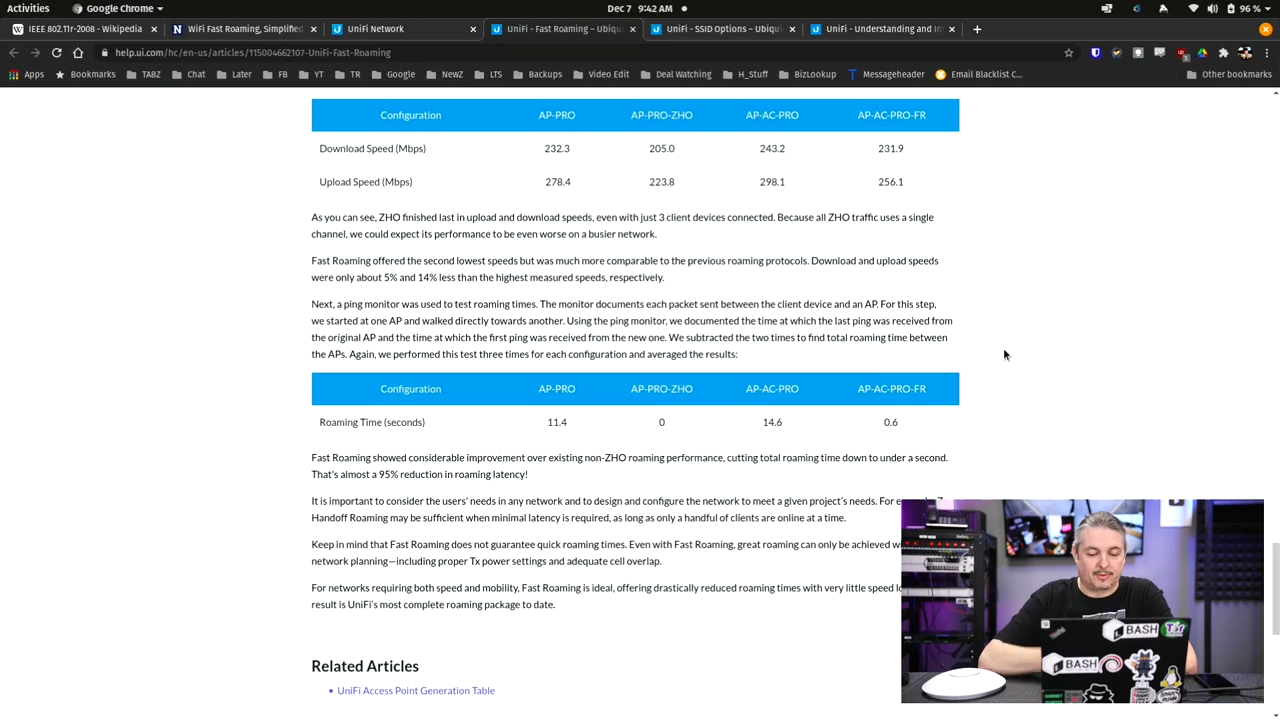 Activities
Google Chrome
Dec 7 9:42 AM
96 %
IEEE 802.11r-2008 - Wikipedia
WiFi Fast Roaming, Simplified
UniFi Network
UniFi - Fast Roaming – Ubiqu
UniFi - SSID Options – Ubiqui
UniFi - Understanding and Im
help.ui.com/hc/en-us/articles/115004662107-UniFi-Fast-Roaming
Apps
Bookmarks
TABZ
Chat
Later
FB
YT
TR
Google
NewZ
LTS
Backups
Video Edit
Deal Watching
H_Stuff
BizLookup
Messageheader
Email Blacklist C...
Other bookmarks
Configuration AP-PRO AP-PRO-ZHO AP-AC-PRO AP-AC-PRO-FR
Download Speed (Mbps) 232.3 205.0 243.2 231.9
Upload Speed (Mbps) 278.4 223.8 298.1 256.1
As you can see, ZHO finished last in upload and download speeds, even with just 3 client devices connected. Because all ZHO traffic uses a single
channel, we could expect its performance to be even worse on a busier network.
Fast Roaming offered the second lowest speeds but was much more comparable to the previous roaming protocols. Download and upload speeds
were only about 5% and 14% less than the highest measured speeds, respectively.
Next, a ping monitor was used to test roaming times. The monitor documents each packet sent between the client device and an AP. For this step,
we started at one AP and walked directly towards another. Using the ping monitor, we documented the time at which the last ping was received from
the original AP and the time at which the first ping was received from the new one. We subtracted the two times to find total roaming time between
the APs. Again, we performed this test three times for each configuration and averaged the results:
Configuration AP-PRO AP-PRO-ZHO AP-AC-PRO AP-AC-PRO-FR
Roaming Time (seconds) 11.4 0 14.6 0.6
Fast Roaming showed considerable improvement over existing non-ZHO roaming performance, cutting total roaming time down to under a second.
That's almost a 95% reduction in roaming latency!
It is important to consider the users' needs in any network and to design and configure the network to meet a given project's needs. For
Handoff Roaming may be sufficient when minimal latency is required, as long as only a handful of clients are online at a time.
Keep in mind that Fast Roaming does not guarantee quick roaming times. Even with Fast Roaming, great roaming can only be achieved
network planning—including proper Tx power settings and adequate cell overlap.
For networks requiring both speed and mobility, Fast Roaming is ideal, offering drastically reduced roaming times with very little speed
result is UniFi's most complete roaming package to date.
BASH
BASH
Related Articles
UniFi Access Point Generation Table